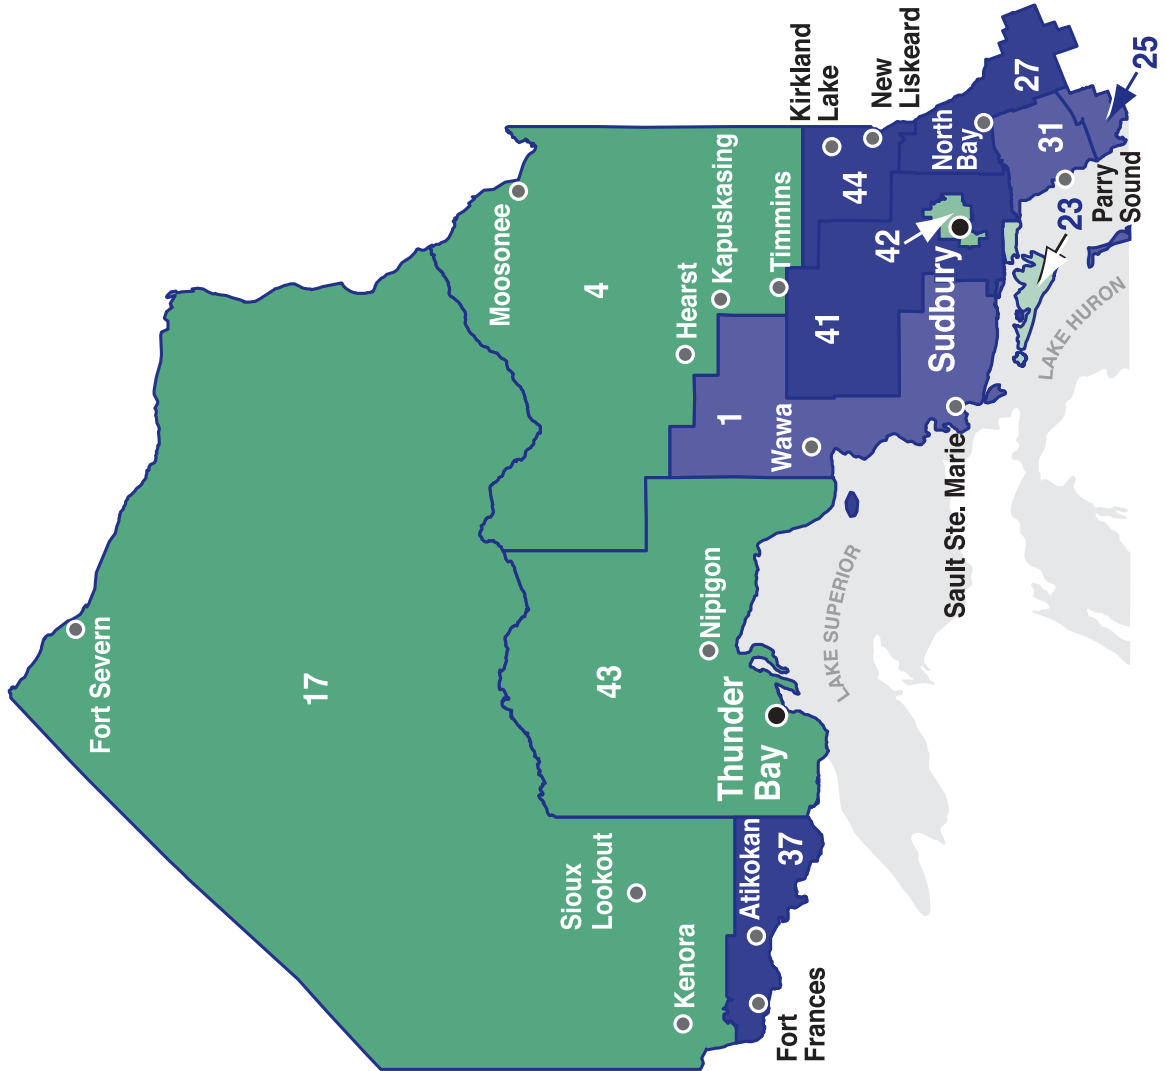 Fort Severn
17
Moosonee
4
Hearst
Kapuskasing
Timmins
Kirkland
Lake
New
Liskeard
44
North
Bay
27
25
31
Parry
Sound
23
42
41
Sudbury
1
Wawa
Sault Ste. Marie
LAKE HURON
LAKE SUPERIOR
Nipigon
43
Thunder
Bay
Sioux
Lookout
Kenora
Atikokan
37
Fort
Frances